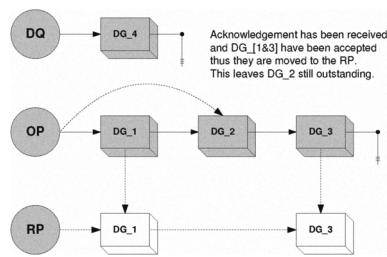 DQ
DG_4
Acknowledgement has been received
and DG_[1&3] have been accepted
thus they are moved to the RP.
This leaves DG_2 still outstanding.
OP
DG_1
DG_2
DG_3
RP
DG_1
DG_3